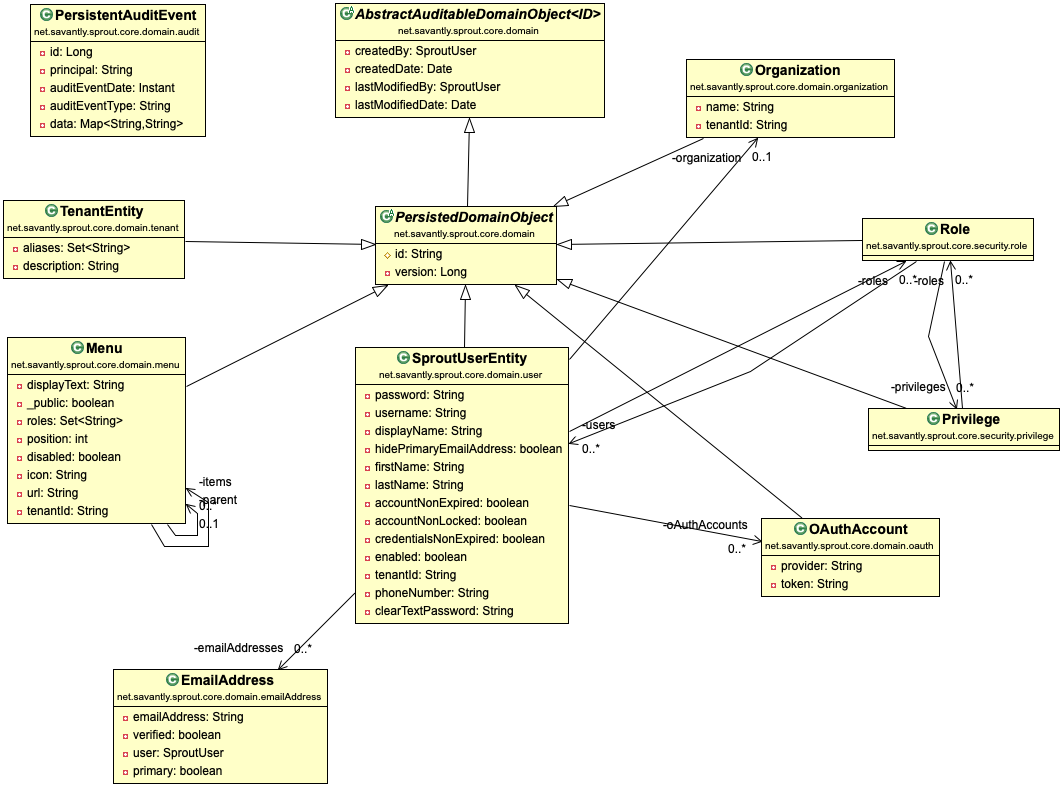 PersistentAuditEvent
net.savantly.sprout.core.domain.audit
id: Long
principal: String
auditEventDate: Instant
auditEventType: String
data: Map<String,String>
AbstractAuditableDomainObject<ID>
net.savantly.sprout.core.domain
createdBy: SproutUser
createdDate: Date
lastModifiedBy: SproutUser
lastModifiedDate: Date
Organization
net.savantly.sprout.core.domain.organization
name: String
tenantId: String
-organization
0..1
TenantEntity
net.savantly.sprout.core.domain.tenant
aliases: Set<String>
description: String
PersistedDomainObject
net.savantly.sprout.core.domain
id: String
version: Long
Role
net.savantly.sprout.core.security.role
-roles
0..*
-roles
0..*
Menu
net.savantly.sprout.core.domain.menu
displayText: String
_public: boolean
roles: Set<String>
position: int
disabled: boolean
icon: String
url: String
tenantId: String
-items
0..*
-parent
0..1
SproutUserEntity
net.savantly.sprout.core.domain.user
password: String
username: String
displayName: String
hidePrimaryEmailAddress: boolean
firstName: String
lastName: String
accountNonExpired: boolean
accountNonLocked: boolean
credentialsNonExpired: boolean
enabled: boolean
tenantId: String
phoneNumber: String
clearTextPassword: String
-users
0..*
-privileges
0..*
Privilege
net.savantly.sprout.core.security.privilege
-oAuthAccounts
0..*
OAuthAccount
net.savantly.sprout.core.domain.oauth
provider: String
token: String
-emailAddresses
0..*
EmailAddress
net.savantly.sprout.core.domain.emailAddress
emailAddress: String
verified: boolean
user: SproutUser
primary: boolean